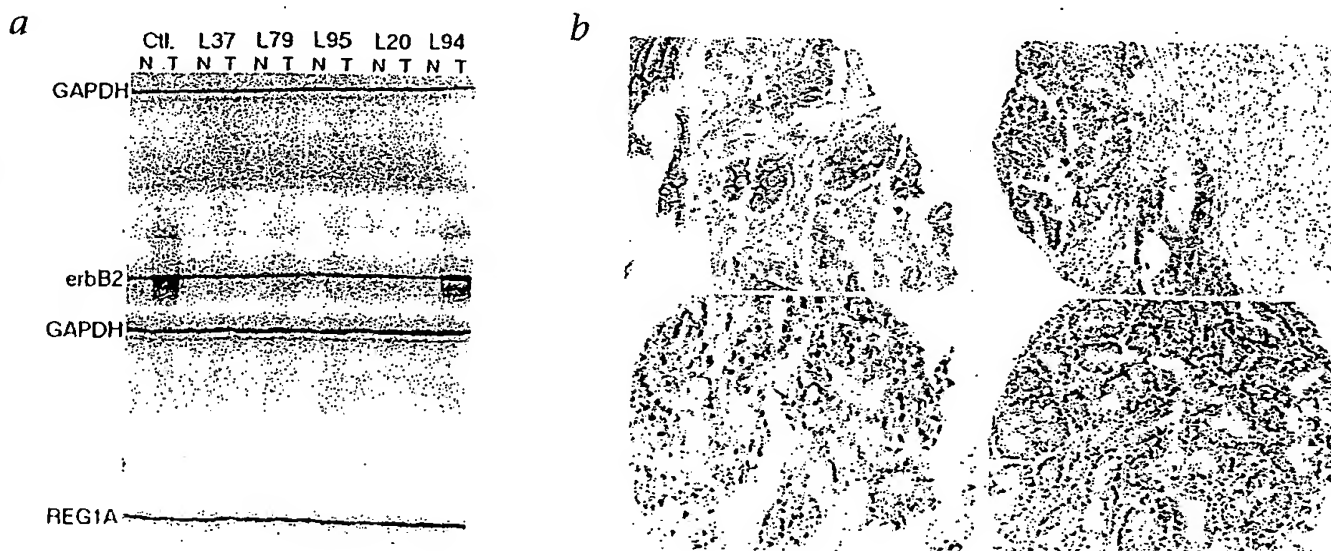 a
b
Ctl. L37 L79 L95 L20 L94
N T N T N T N T N T N T
GAPDH
erbB2
GAPDH
REG1A